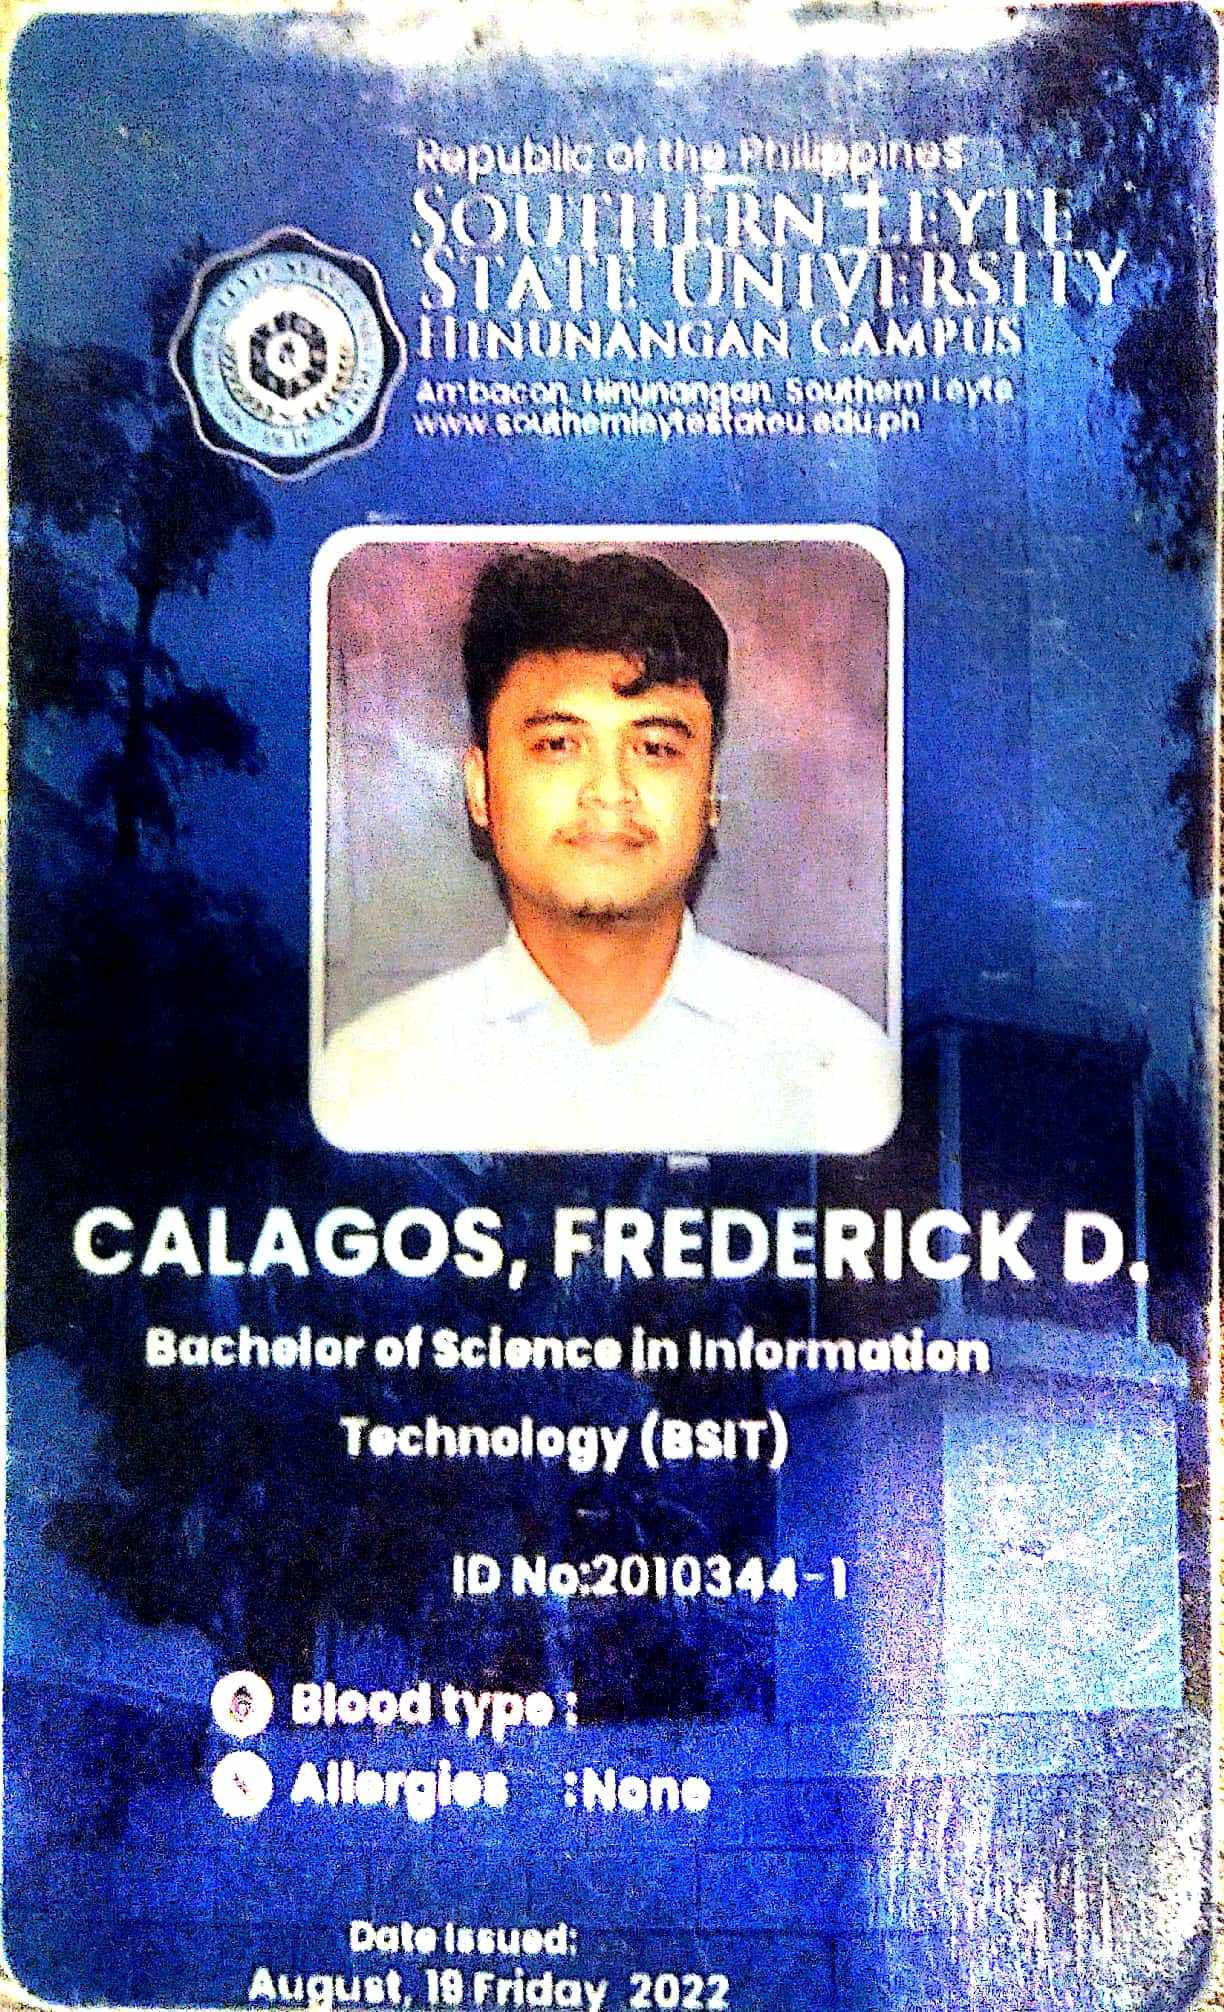 Republic of the Philippines
SOUTHERN LEYTE
STATE UNIVERSITY
HINUNANGAN CAMPUS
Ambacon, Hinunangan, Southern Leyte
www.southernleytestateu.edu.ph
CALAGOS, FREDERICK D.
Bachelor of Science in Information
Technology (BSIT)
ID No:2010344-1
Blood type :
Allergies :None
Date Issued:
August, 19 Friday 2022